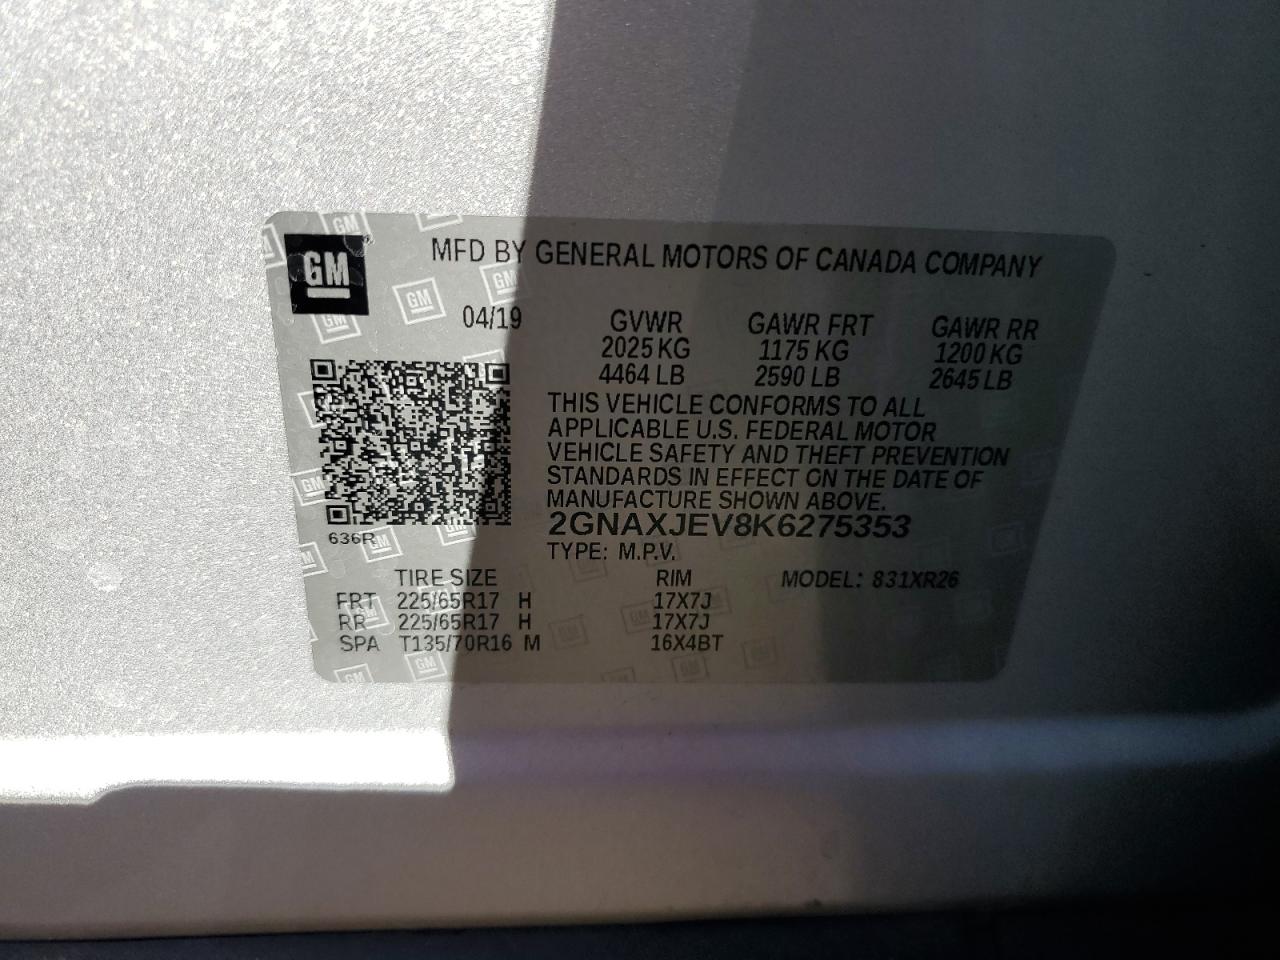 GM
MFD BY GENERAL MOTORS OF CANADA COMPANY
04/19
GVWR GAWR FRT GAWR RR
2025 KG 1175 KG 1200 KG
4464 LB 2590 LB 2645 LB
THIS VEHICLE CONFORMS TO ALL
APPLICABLE U.S. FEDERAL MOTOR
VEHICLE SAFETY AND THEFT PREVENTION
STANDARDS IN EFFECT ON THE DATE OF
MANUFACTURE SHOWN ABOVE.
2GNAXJEV8K6275353
636R
TYPE: M.P.V.
TIRE SIZE RIM MODEL: 831XR26
FRT 225/65R17 H 17X7J
RR 225/65R17 H 17X7J
SPA T135/70R16 M 16X4BT